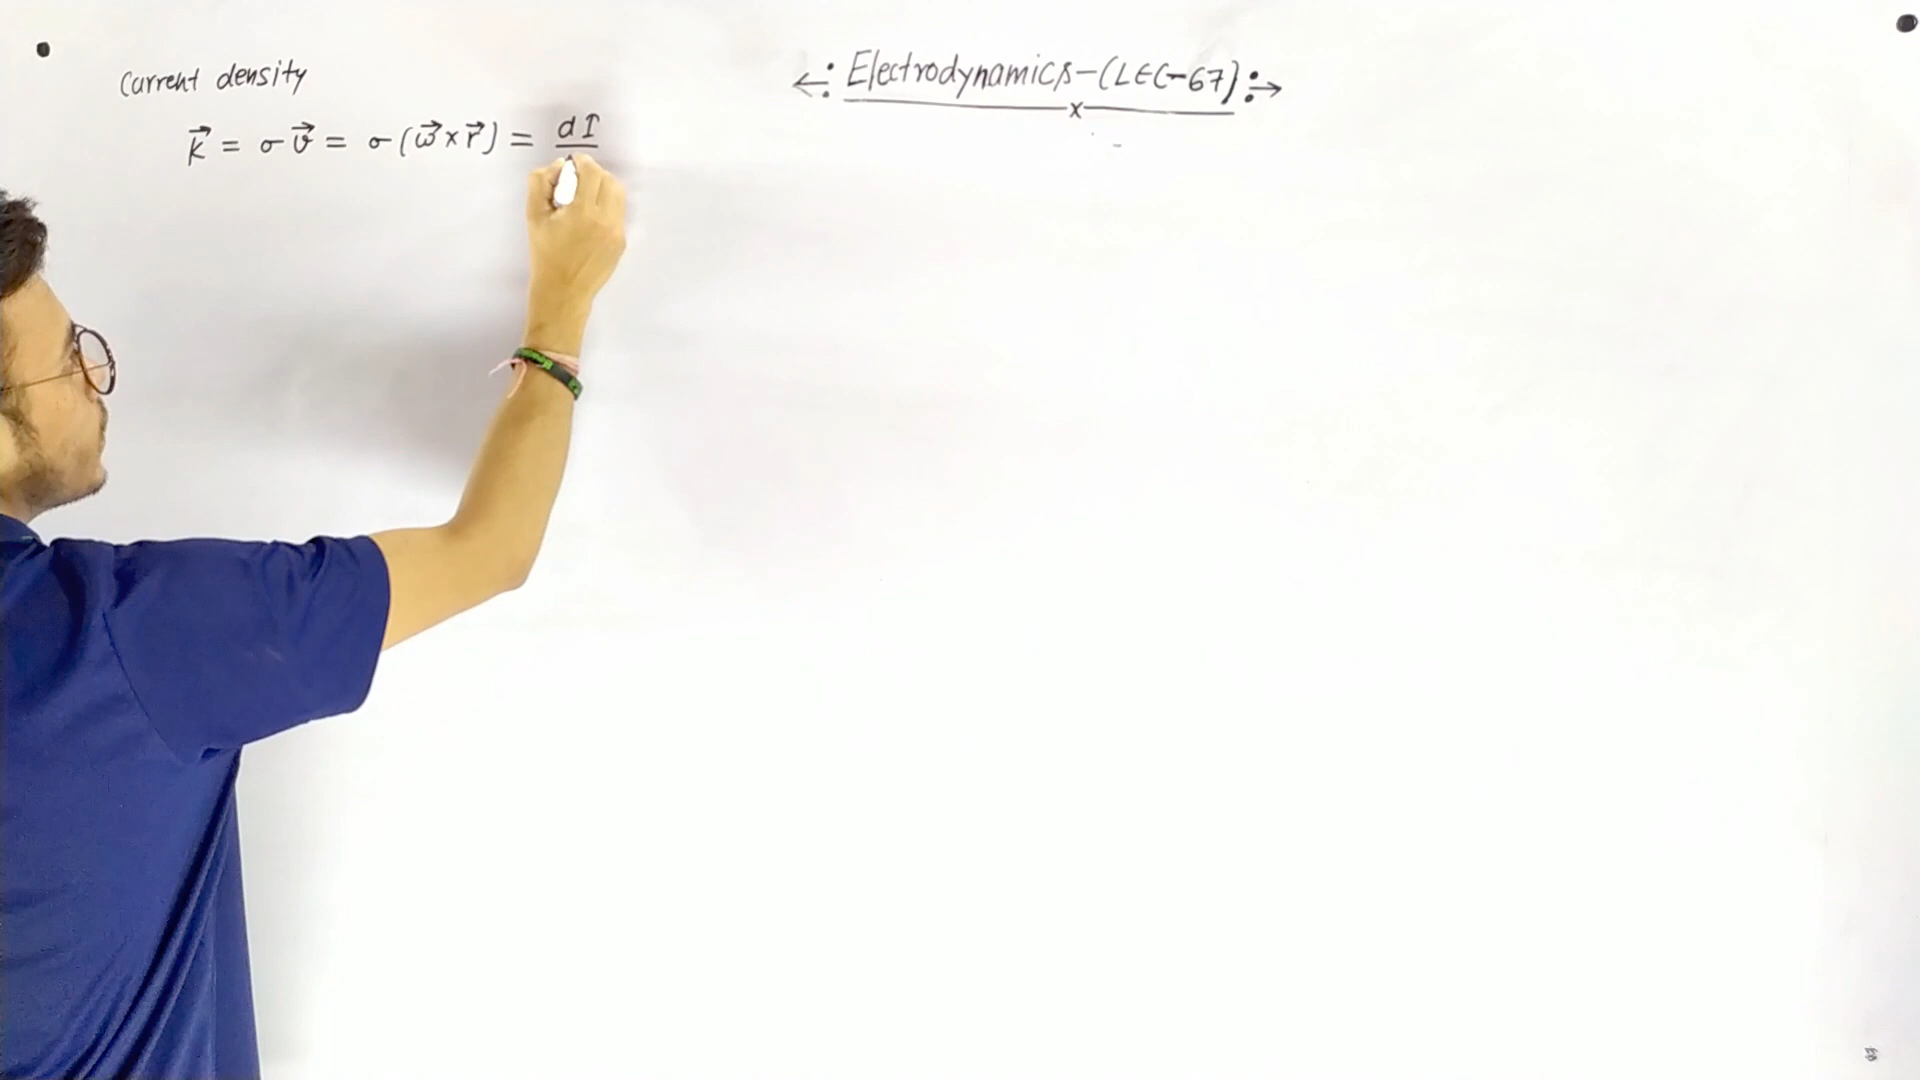 Current density
←: Electrodynamics-(LEC-67) :→
x
K⃗ = σ v⃗ = σ (ω⃗ × r⃗) = dI